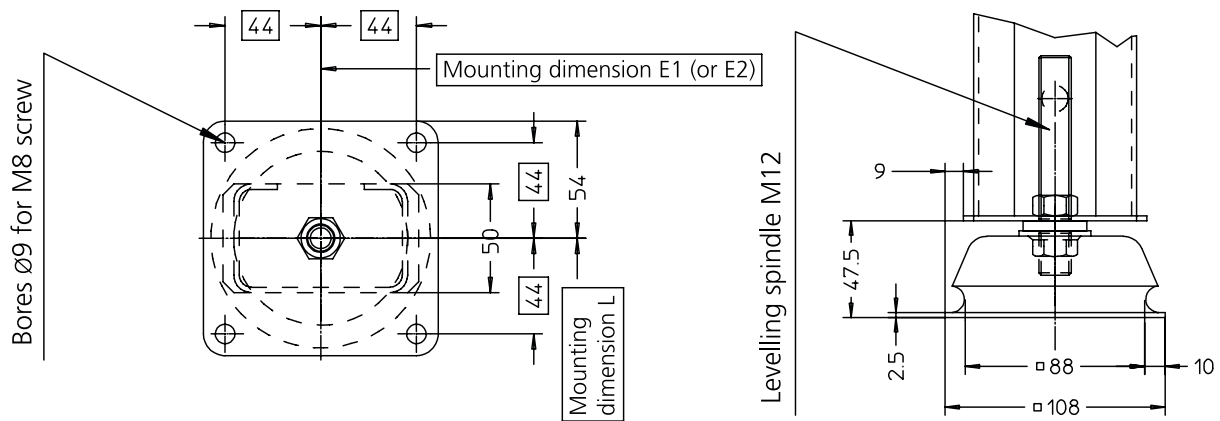 44
44
Mounting dimension E1 (or E2)
Bores Ø9 for M8 screw
44
54
50
44
Mounting
dimension L
Levelling spindle M12
9
47.5
2.5
□88
10
□108